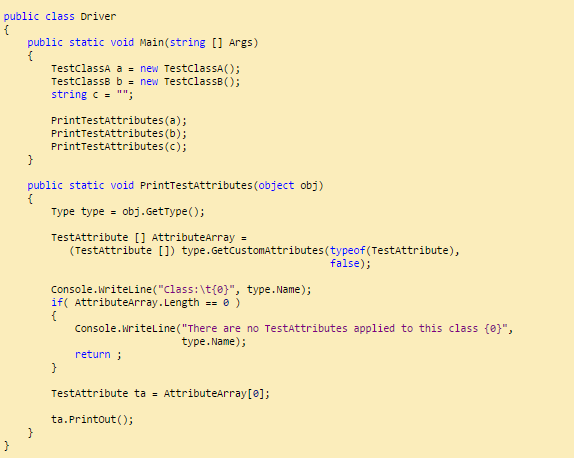 public class Driver
{
    public static void Main(string [] Args)
    {
        TestClassA a = new TestClassA();
        TestClassB b = new TestClassB();
        string c = "";

        PrintTestAttributes(a);
        PrintTestAttributes(b);
        PrintTestAttributes(c);
    }

    public static void PrintTestAttributes(object obj)
    {
        Type type = obj.GetType();

        TestAttribute [] AttributeArray =
           (TestAttribute []) type.GetCustomAttributes(typeof(TestAttribute),
                                                       false);

        Console.WriteLine("Class:\t{0}", type.Name);
        if( AttributeArray.Length == 0 )
        {
            Console.WriteLine("There are no TestAttributes applied to this class {0}",
                              type.Name);
            return ;
        }

        TestAttribute ta = AttributeArray[0];

        ta.PrintOut();
    }
}